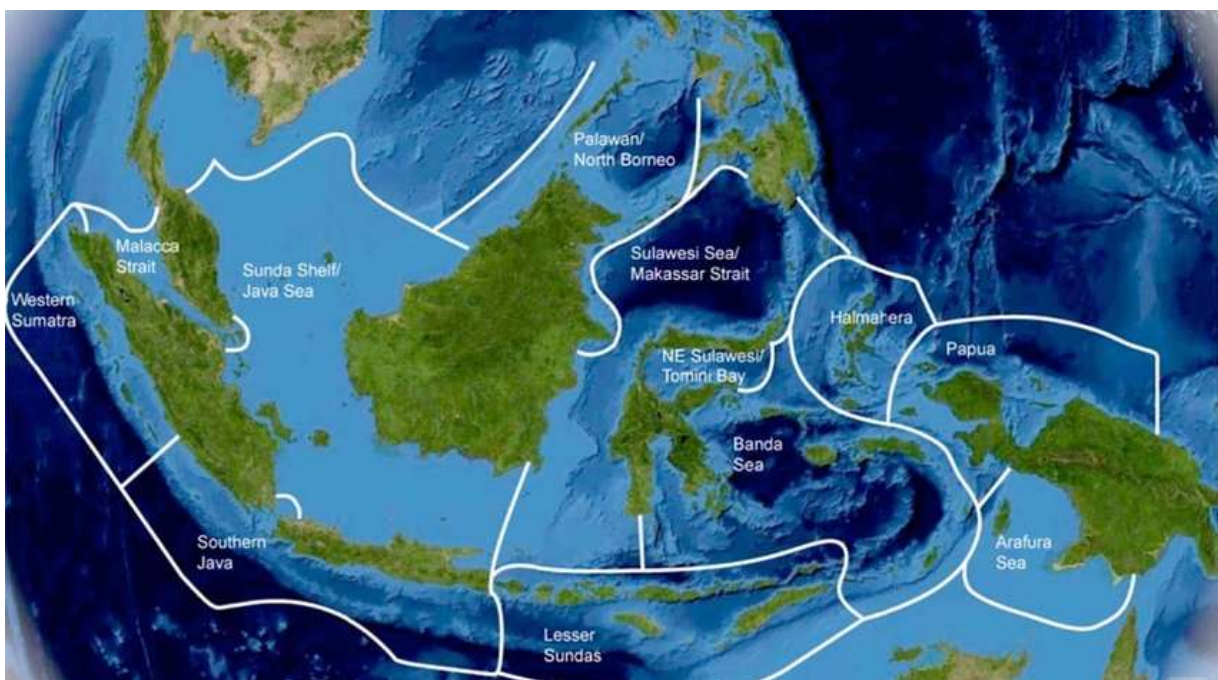 Palawan/
North Borneo
Malacca
Strait
Sunda Shelf/
Java Sea
Sulawesi Sea/
Makassar Strait
Western
Sumatra
Halmahera
NE Sulawesi/
Tomini Bay
Papua
Banda
Sea
Southern
Java
Arafura
Sea
Lesser
Sundas